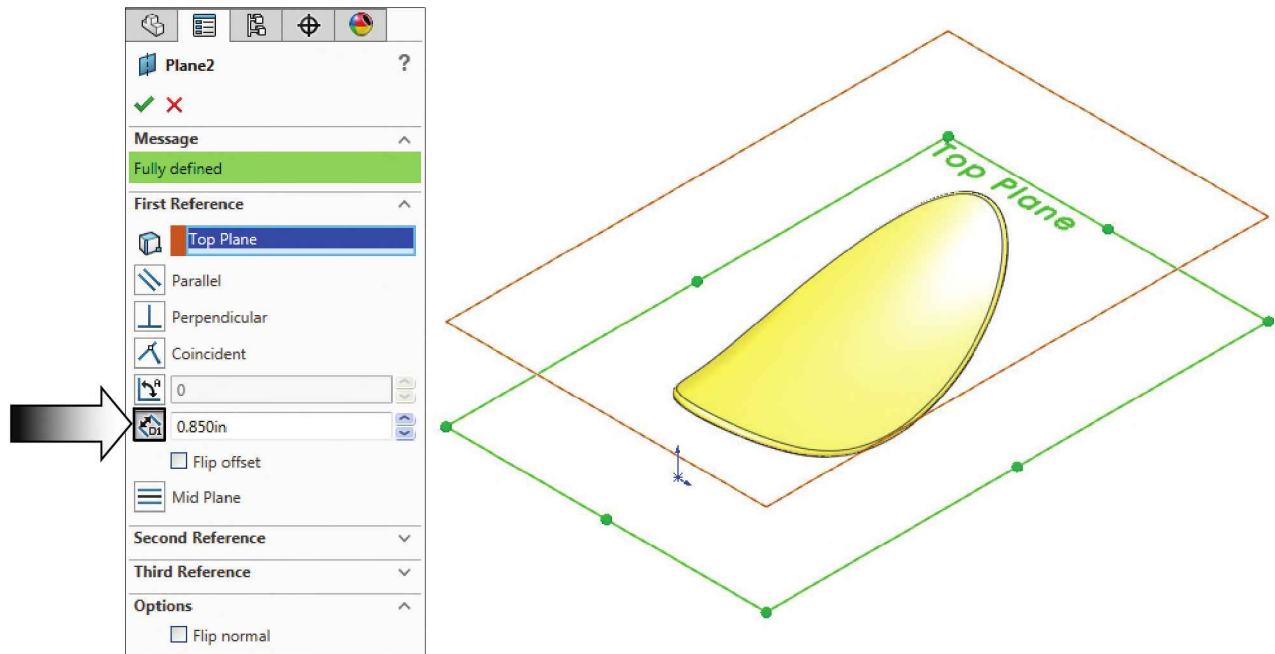 Plane2
?
Message
Fully defined
First Reference
Top Plane
Parallel
Perpendicular
Coincident
A
0
D1
0.850in
Flip offset
Mid Plane
Second Reference
Third Reference
Options
Flip normal
Top Plane